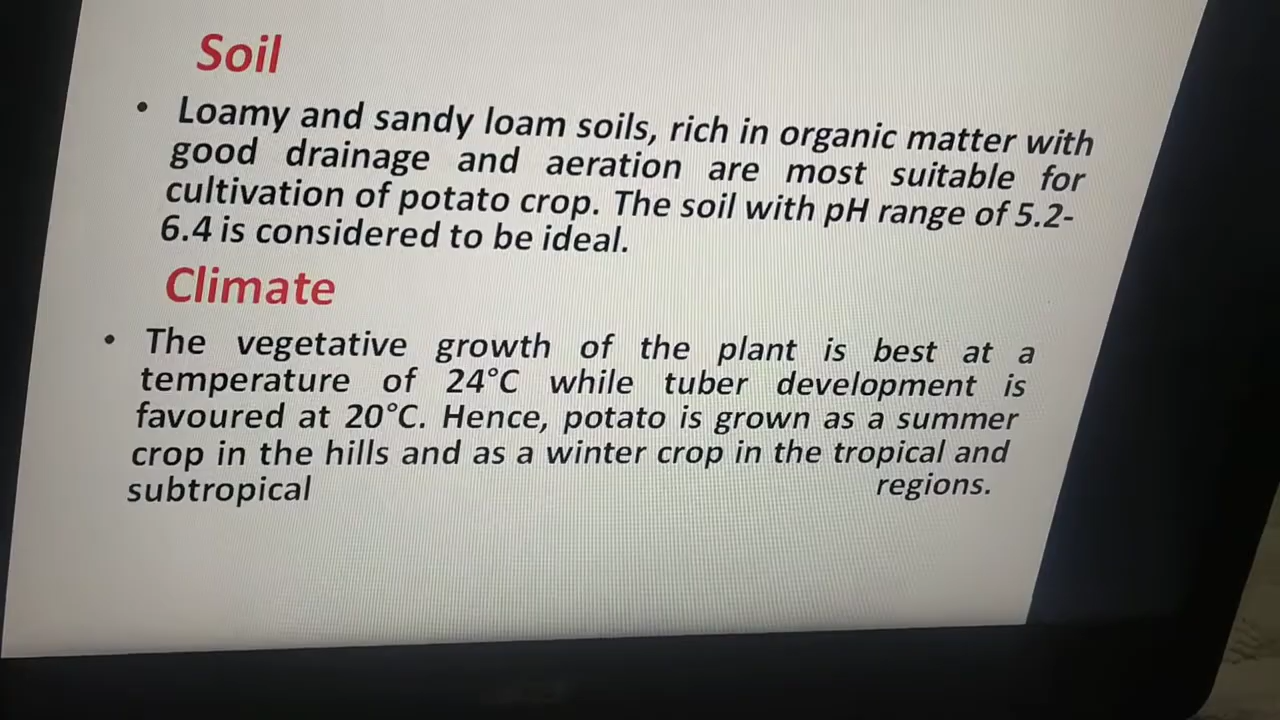 Soil
• Loamy and sandy loam soils, rich in organic matter with
good drainage and aeration are most suitable for
cultivation of potato crop. The soil with pH range of 5.2-
6.4 is considered to be ideal.
Climate
• The vegetative growth of the plant is best at a
temperature of 24°C while tuber development is
favoured at 20°C. Hence, potato is grown as a summer
crop in the hills and as a winter crop in the tropical and
subtropical regions.